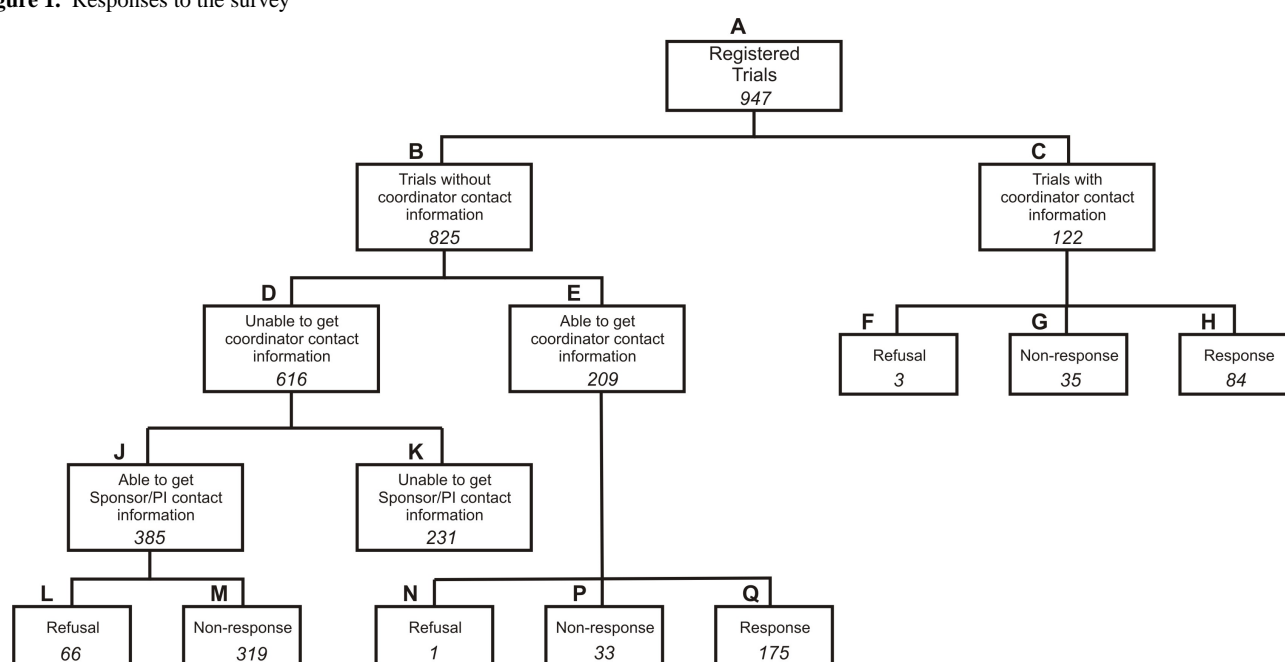 gure 1. Responses to the survey
A
Registered
Trials
947
B
Trials without
coordinator contact
information
825
C
Trials with
coordinator contact
information
122
D
Unable to get
coordinator contact
information
616
E
Able to get
coordinator contact
information
209
F
Refusal
3
G
Non-response
35
H
Response
84
J
Able to get
Sponsor/PI contact
information
385
K
Unable to get
Sponsor/PI contact
information
231
L
Refusal
66
M
Non-response
319
N
Refusal
1
P
Non-response
33
Q
Response
175